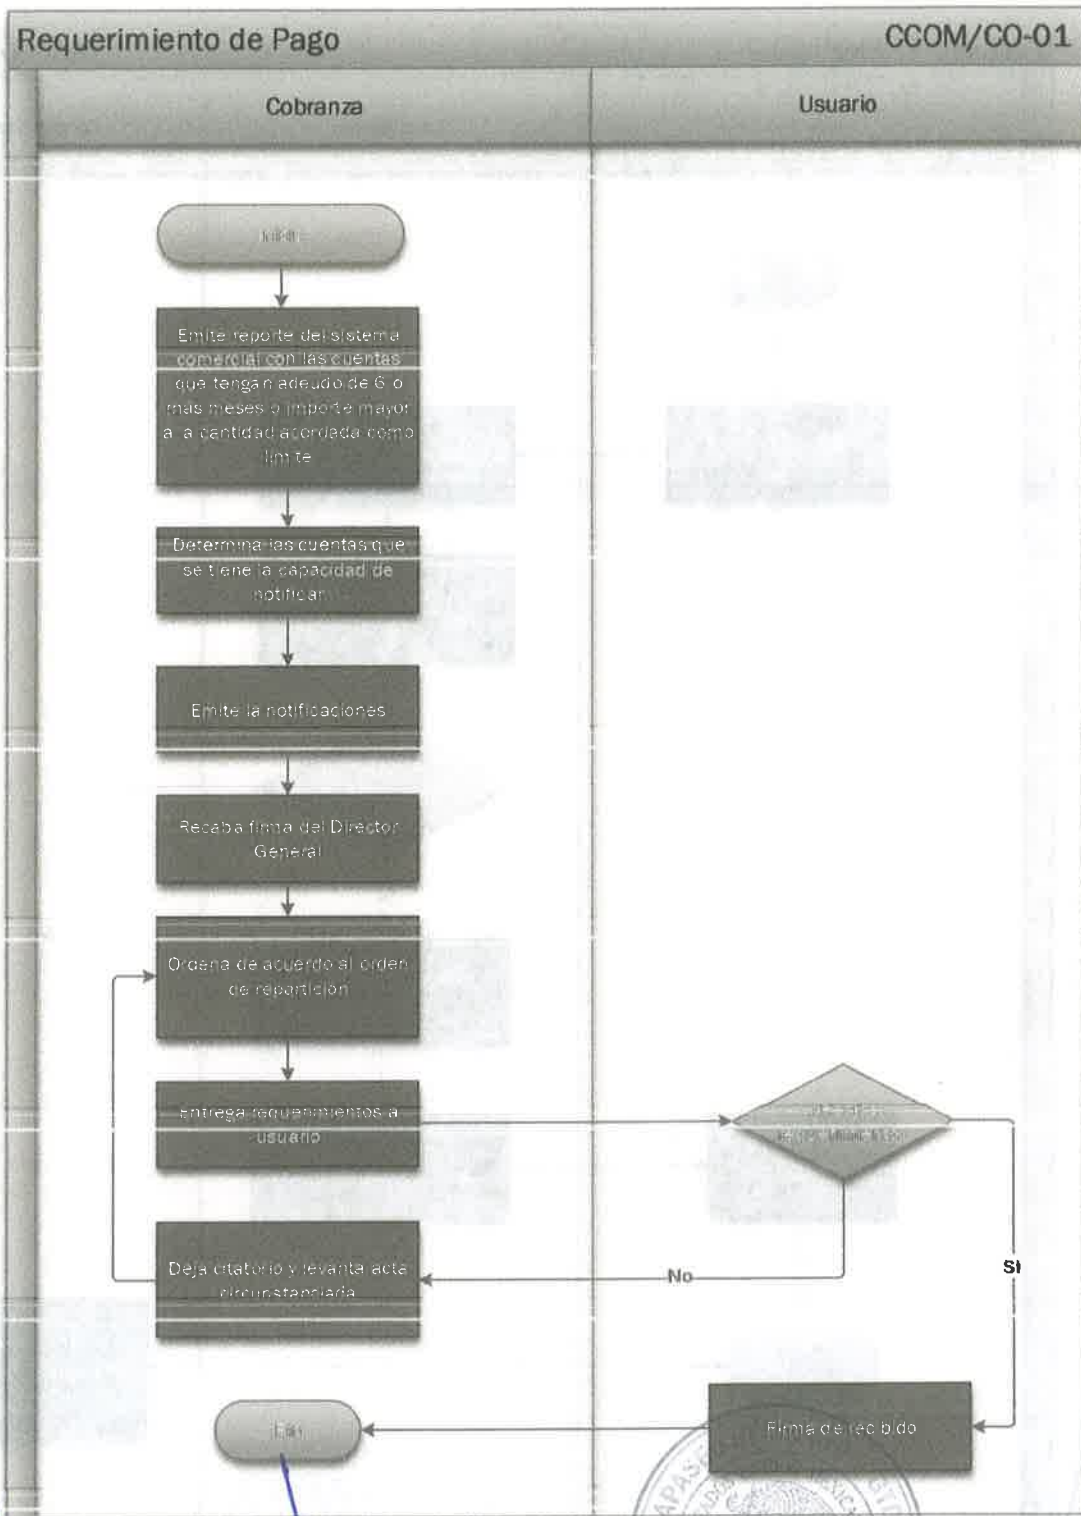 Requerimiento de Pago
CCOM/CO-01
Cobranza
Usuario
Inicio
Emite reporte del sistema
comercial con las cuentas
que tengan adeudo de 6 o
mas meses o importe mayor
a la cantidad acordada como
limite
Determina las cuentas que
se tiene la capacidad de
notificar.
Emite la notificaciones
Recaba firma del Director
General
Ordena de acuerdo al orden
de repartición
Entrega requerimientos a
usuario
Deja citatorio y levanta acta
circunstanciada
No
Si
Firma de recibido
Fin